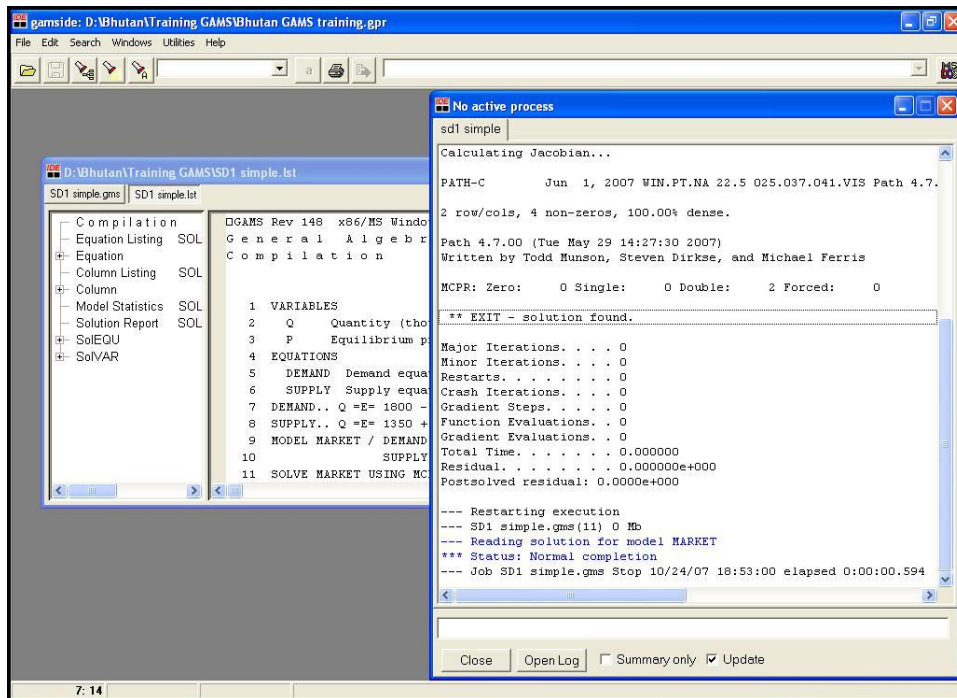 gamside: D:\Bhutan\Training GAMS\Bhutan GAMS training.gpr
File Edit Search Windows Utilities Help
a
No active process
sd1 simple
Calculating Jacobian...
PATH-C Jun 1, 2007 WIN.PT.NA 22.5 025.037.041.VIS Path 4.7.
2 row/cols, 4 non-zeros, 100.00% dense.
Path 4.7.00 (Tue May 29 14:27:30 2007)
Written by Todd Munson, Steven Dirkse, and Michael Ferris
MCPR: Zero: 0 Single: 0 Double: 2 Forced: 0
** EXIT - solution found.
Major Iterations. . . . 0
Minor Iterations. . . . 0
Restarts. . . . . . . . 0
Crash Iterations. . . . 0
Gradient Steps. . . . . 0
Function Evaluations. . 0
Gradient Evaluations. . 0
Total Time. . . . . . . 0.000000
Residual. . . . . . . . 0.000000e+000
Postsolved residual: 0.0000e+000
--- Restarting execution
--- SD1 simple.gms(11) 0 Mb
--- Reading solution for model MARKET
*** Status: Normal completion
--- Job SD1 simple.gms Stop 10/24/07 18:53:00 elapsed 0:00:00.594
Close Open Log Summary only Update
D:\Bhutan\Training GAMS\SD1 simple.lst
SD1 simple.gms SD1 simple.lst
Compilation
Equation Listing SOL
Equation
Column Listing SOL
Column
Model Statistics SOL
Solution Report SOL
SolEQU
SolVAR
GAMS Rev 148 x86/MS Windo
G e n e r a l A l g e b r
C o m p i l a t i o n
1 VARIABLES
2 Q Quantity (tho
3 P Equilibrium p
4 EQUATIONS
5 DEMAND Demand equa
6 SUPPLY Supply equa
7 DEMAND.. Q =E= 1800 -
8 SUPPLY.. Q =E= 1350 +
9 MODEL MARKET / DEMAND
10 SUPPLY
11 SOLVE MARKET USING MC
7: 14